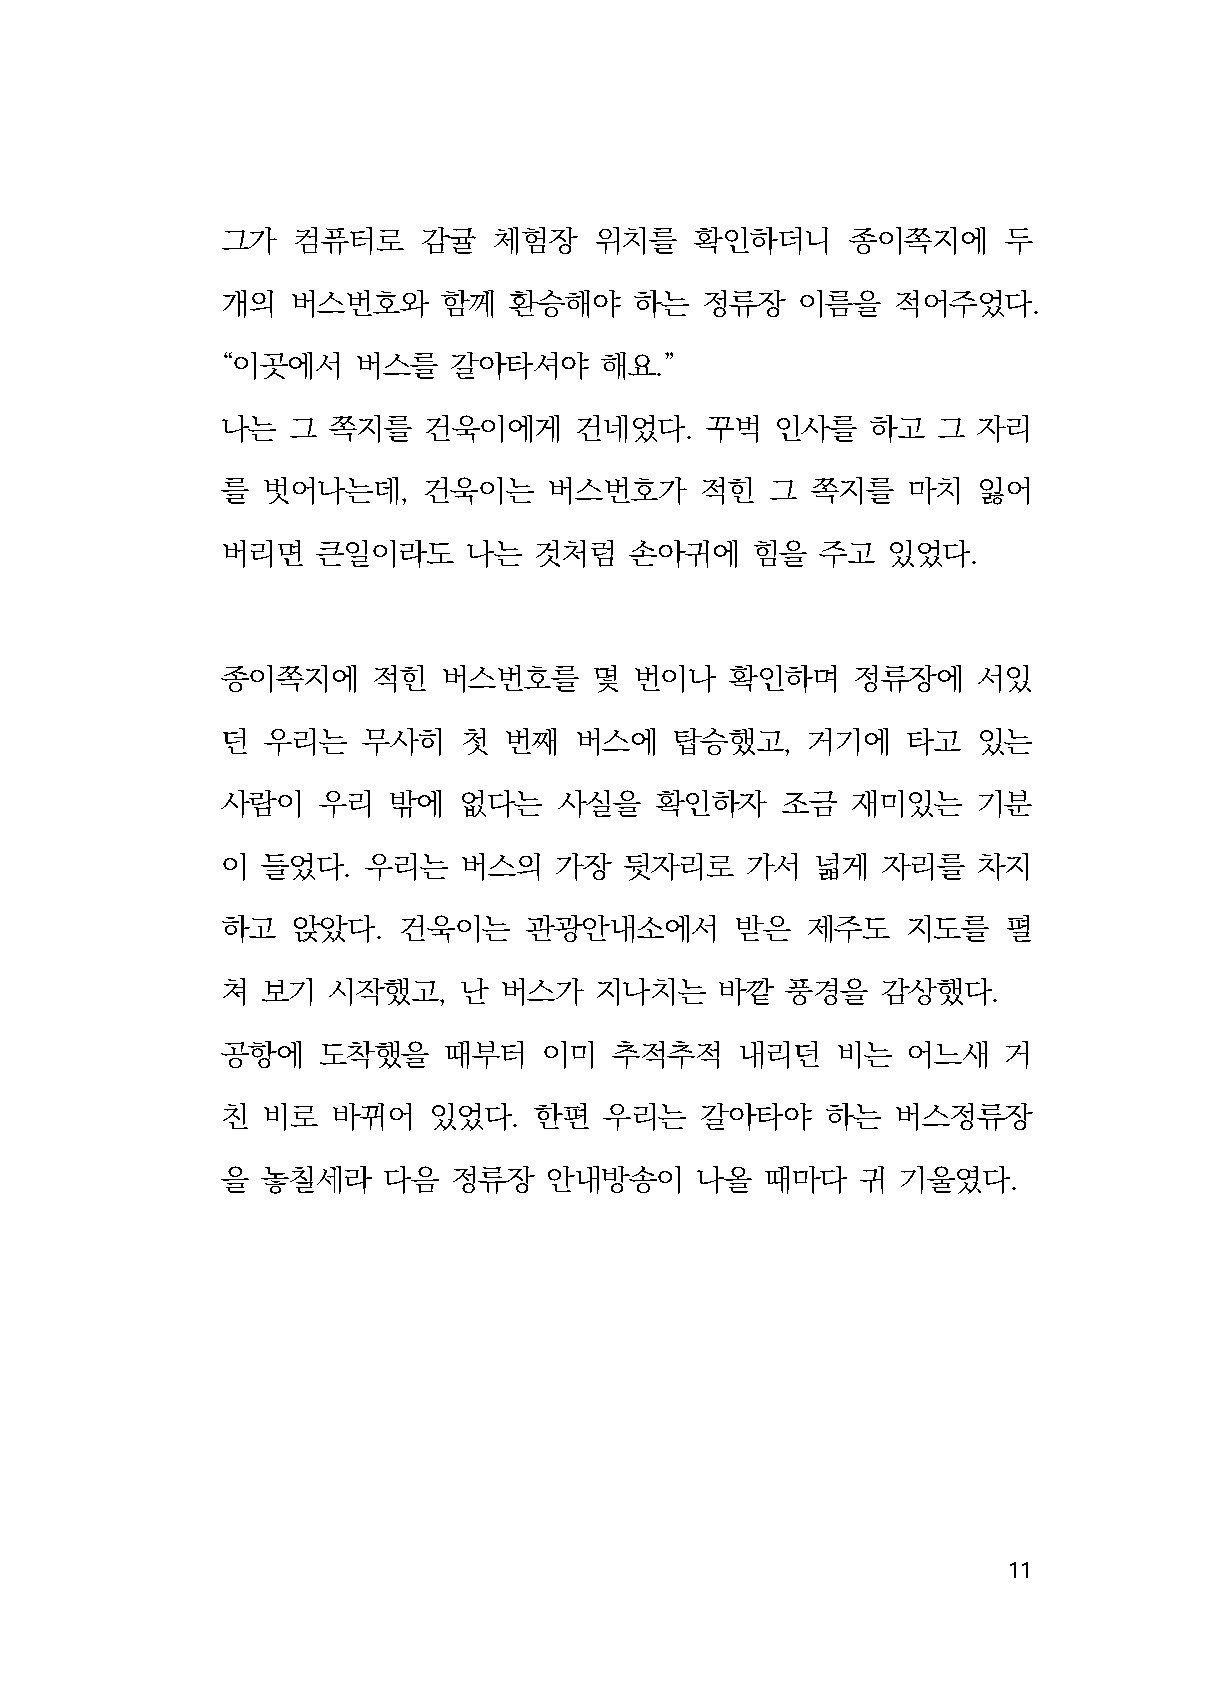 그가 컴퓨터로 감귤 체험장 위치를 확인하더니 종이쪽지에 두
개의 버스번호와 함께 환승해야 하는 정류장 이름을 적어주었다.
“이곳에서 버스를 갈아타셔야 해요.”
나는 그 쪽지를 건욱이에게 건네었다. 꾸벅 인사를 하고 그 자리
를 벗어나는데, 건욱이는 버스번호가 적힌 그 쪽지를 마치 잃어
버리면 큰일이라도 나는 것처럼 손아귀에 힘을 주고 있었다.
종이쪽지에 적힌 버스번호를 몇 번이나 확인하며 정류장에 서있
던 우리는 무사히 첫 번째 버스에 탑승했고, 거기에 타고 있는
사람이 우리 밖에 없다는 사실을 확인하자 조금 재미있는 기분
이 들었다. 우리는 버스의 가장 뒷자리로 가서 넓게 자리를 차지
하고 앉았다. 건욱이는 관광안내소에서 받은 제주도 지도를 펼
쳐 보기 시작했고, 난 버스가 지나치는 바깥 풍경을 감상했다.
공항에 도착했을 때부터 이미 추적추적 내리던 비는 어느새 거
친 비로 바뀌어 있었다. 한편 우리는 갈아타야 하는 버스정류장
을 놓칠세라 다음 정류장 안내방송이 나올 때마다 귀 기울였다.
11